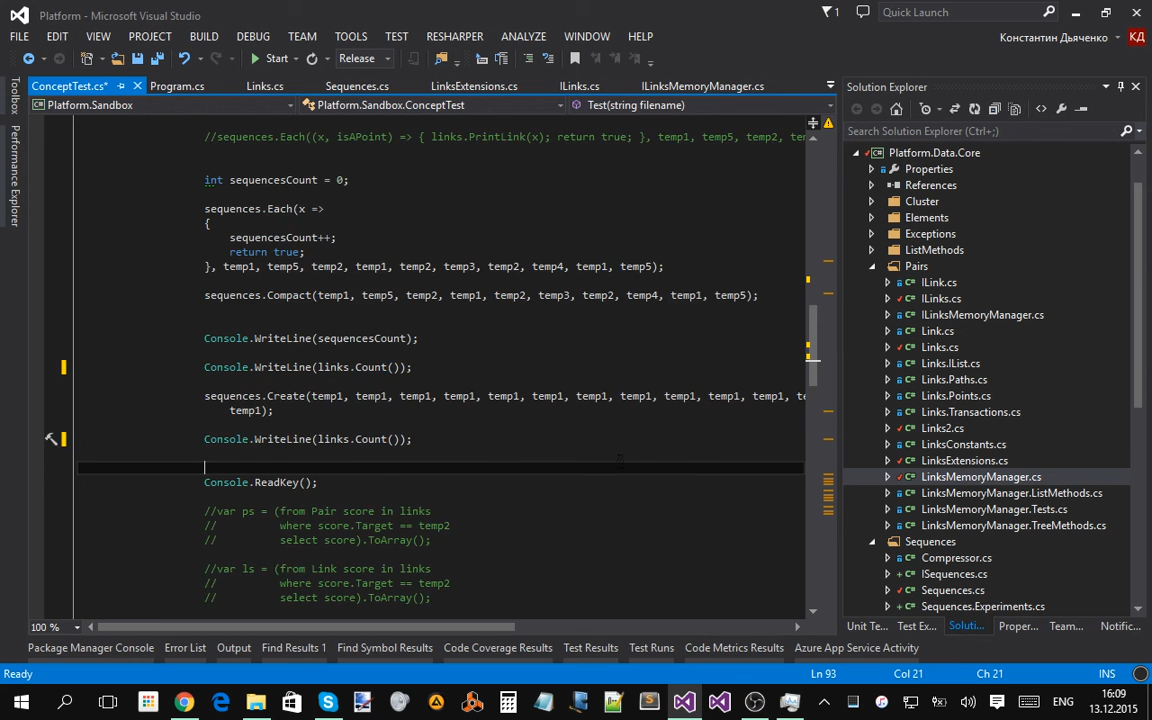 Platform - Microsoft Visual Studio
1
Quick Launch
FILE EDIT VIEW PROJECT BUILD DEBUG TEAM TOOLS TEST RESHARPER ANALYZE WINDOW HELP
Константин Дьяченко КД
Start Release
ConceptTest.cs* Program.cs Links.cs Sequences.cs LinksExtensions.cs ILinks.cs ILinksMemoryManager.cs
Platform.Sandbox Platform.Sandbox.ConceptTest Test(string filename)
Toolbox
Performance Explorer
//sequences.Each((x, isAPoint) => { links.PrintLink(x); return true; }, temp1, temp5, temp2,
int sequencesCount = 0;
sequences.Each(x =>
{
sequencesCount++;
return true;
}, temp1, temp5, temp2, temp1, temp2, temp3, temp2, temp4, temp1, temp5);
sequences.Compact(temp1, temp5, temp2, temp1, temp2, temp3, temp2, temp4, temp1, temp5);
Console.WriteLine(sequencesCount);
Console.WriteLine(links.Count());
sequences.Create(temp1, temp1, temp1, temp1, temp1, temp1, temp1, temp1, temp1, temp1, temp1,
temp1);
Console.WriteLine(links.Count());
Console.ReadKey();
//var ps = (from Pair score in links
// where score.Target == temp2
// select score).ToArray();
//var ls = (from Link score in links
// where score.Target == temp2
// select score).ToArray();
100 %
Solution Explorer
Search Solution Explorer (Ctrl+;)
Platform.Data.Core
Properties
References
Cluster
Elements
Exceptions
ListMethods
Pairs
ILink.cs
ILinks.cs
ILinksMemoryManager.cs
Link.cs
Links.cs
Links.IList.cs
Links.Paths.cs
Links.Points.cs
Links.Transactions.cs
Links2.cs
LinksConstants.cs
LinksExtensions.cs
LinksMemoryManager.cs
LinksMemoryManager.ListMethods.cs
LinksMemoryManager.Tests.cs
LinksMemoryManager.TreeMethods.cs
Sequences
Compressor.cs
ISequences.cs
Sequences.cs
Sequences.Experiments.cs
Unit Te... Test Ex... Soluti... Proper... Team... Notific...
Package Manager Console Error List Output Find Results 1 Find Symbol Results Code Coverage Results Test Results Test Runs Code Metrics Results Azure App Service Activity
Ready Ln 93 Col 21 Ch 21 INS
ENG 16:09
13.12.2015